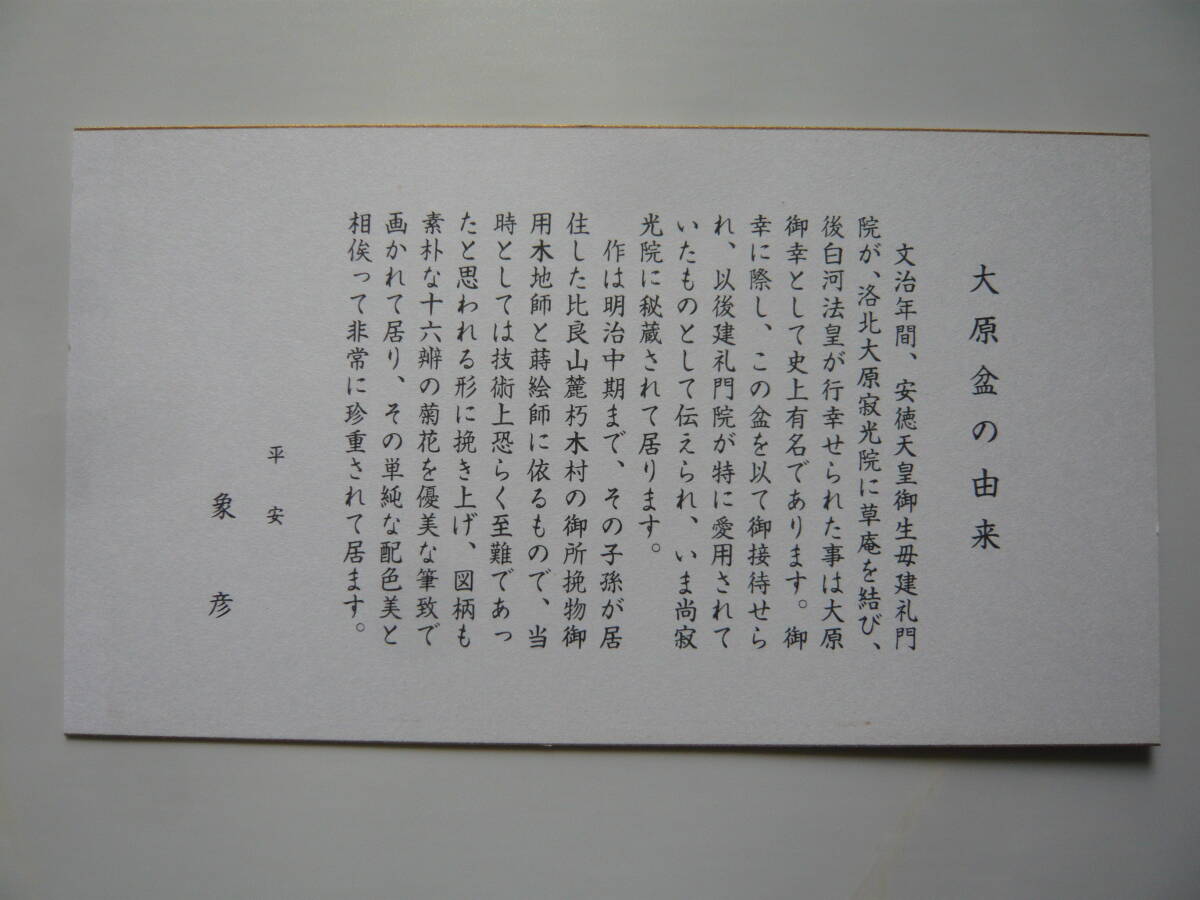 大原盆の由来
文治年間、安徳天皇御生毋建礼門
院が、洛北大原寂光院に草庵を結び、
後白河法皇が行幸せられた事は大原
御幸として史上有名であります。御
幸に際し、この盆を以て御接待せら
れ、以後建礼門院が特に愛用されて
いたものとして伝えられ、いま尚寂
光院に秘蔵されて居ります。
作は明治中期まで、その子孫が居
住した比良山麓朽木村の御所挽物御
用木地師と蒔絵師に依るもので、当
時としては技術上恐らく至難であっ
たと思われる形に挽き上げ、図柄も
素朴な十六辨の菊花を優美な筆致で
画かれて居り、その単純な配色美と
相俟って非常に珍重されて居ます。
平安
象彦